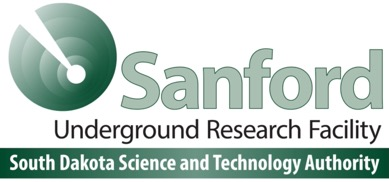 Sanford
Underground Research Facility
South Dakota Science and Technology Authority